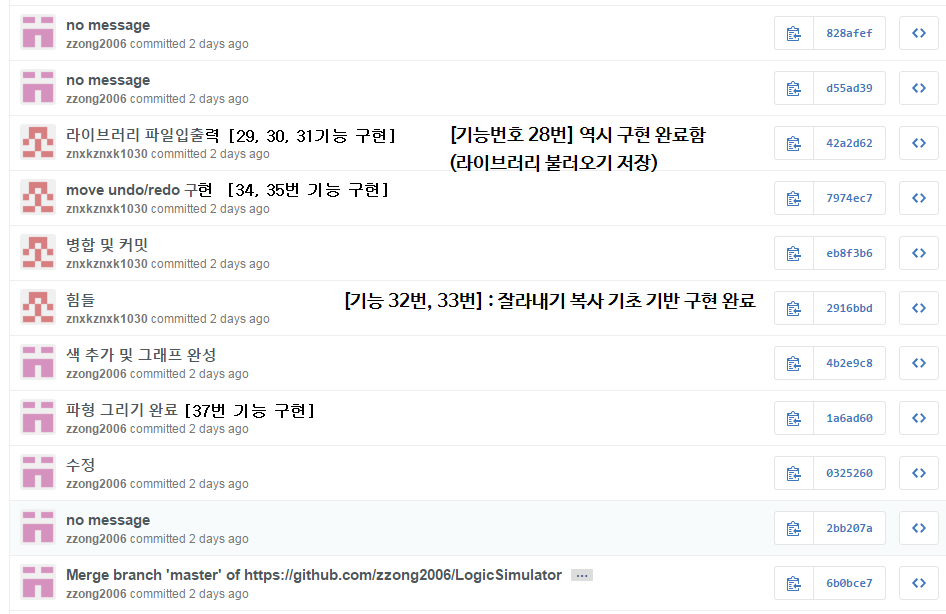 no message
zzong2006 committed 2 days ago
828afef
no message
zzong2006 committed 2 days ago
d55ad39
라이브러리 파일입출력 [29, 30, 31기능 구현]
znxkznxk1030 committed 2 days ago
[기능번호 28번] 역시 구현 완료함
(라이브러리 불러오기 저장)
42a2d62
move undo/redo 구현 [34, 35번 기능 구현]
znxkznxk1030 committed 2 days ago
7974ec7
병합 및 커밋
znxkznxk1030 committed 2 days ago
eb8f3b6
힘들
znxkznxk1030 committed 2 days ago
[기능 32번, 33번] : 잘라내기 복사 기초 기반 구현 완료
2916bbd
색 추가 및 그래프 완성
zzong2006 committed 2 days ago
4b2e9c8
파형 그리기 완료 [37번 기능 구현]
zzong2006 committed 2 days ago
1a6ad60
수정
zzong2006 committed 2 days ago
0325260
no message
zzong2006 committed 2 days ago
2bb207a
Merge branch 'master' of https://github.com/zzong2006/LogicSimulator ...
zzong2006 committed 2 days ago
6b0bce7